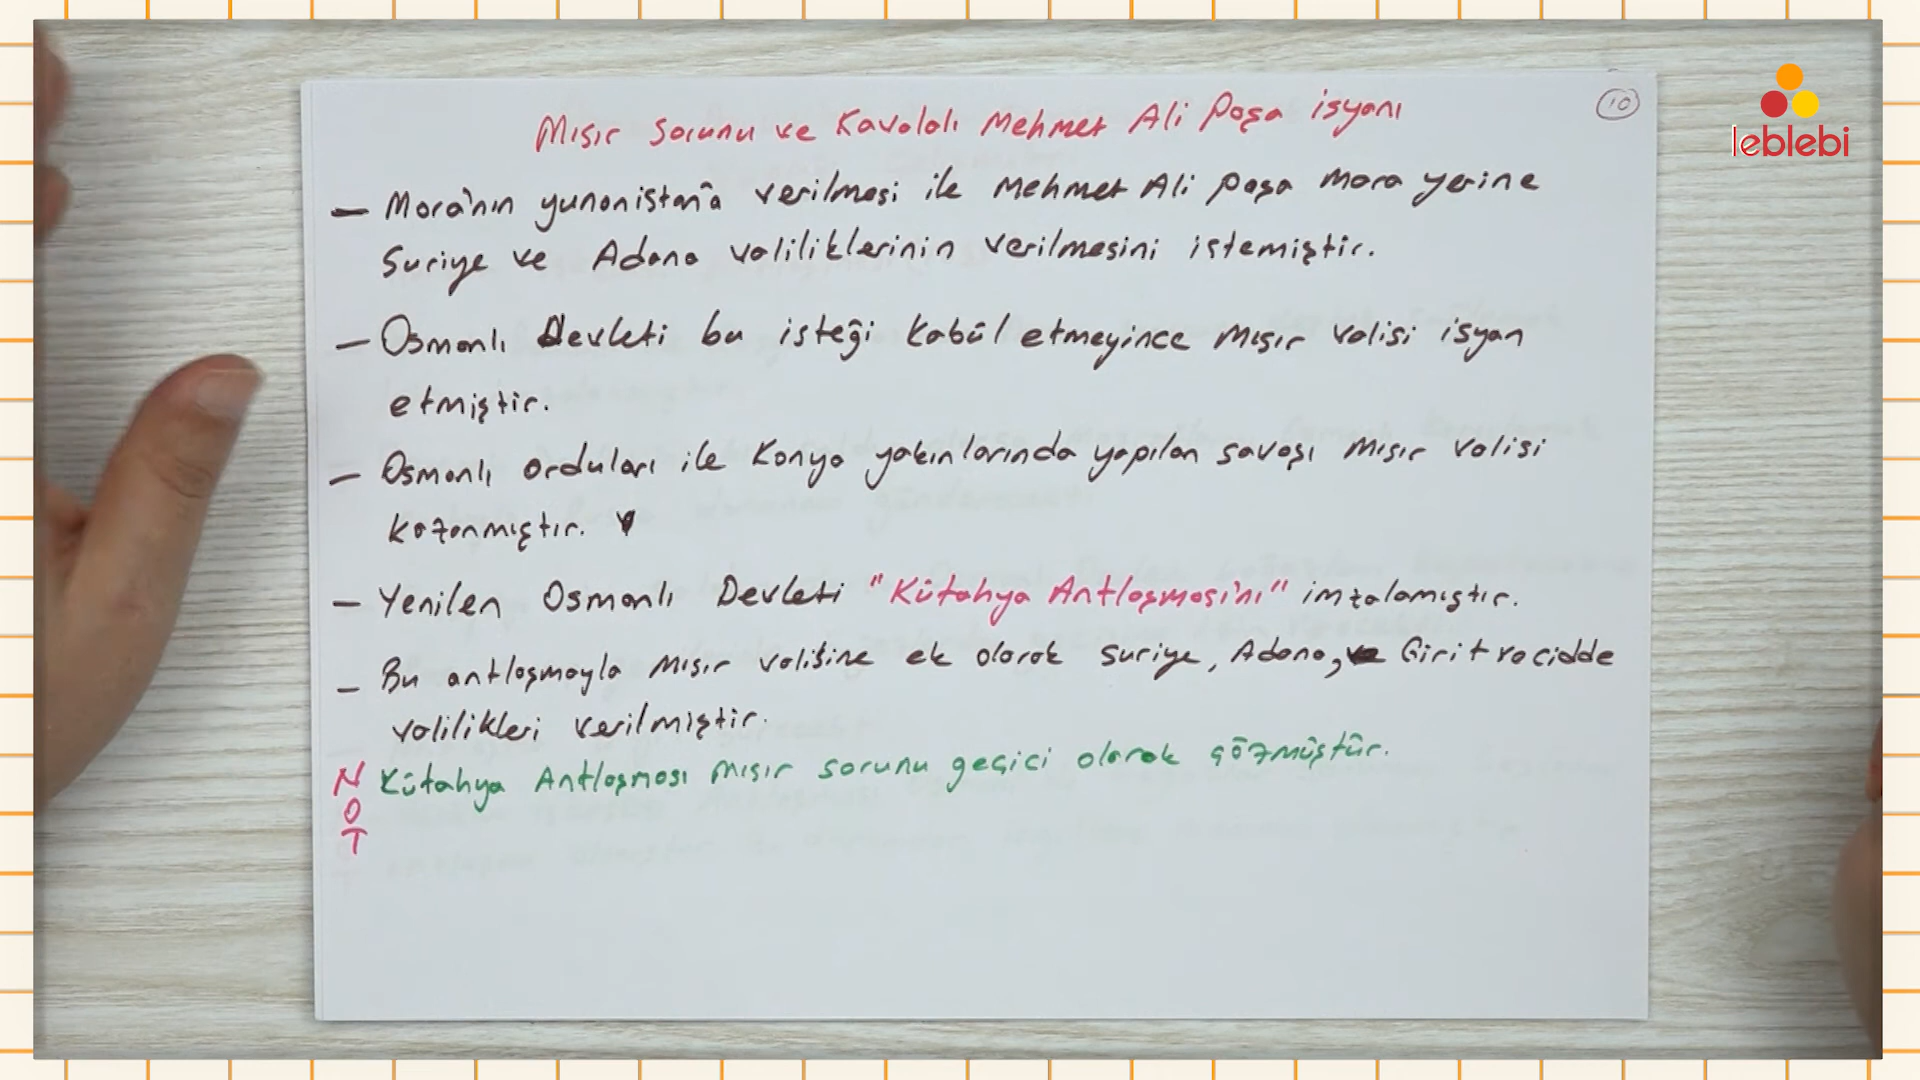 Mısır Sorunu ve Kavalalı Mehmet Ali Paşa isyanı
10
leblebi
- Mora'nın yunanistan'a verilmesi ile Mehmet Ali paşa Mora yerine
Suriye ve Adana valiliklerinin verilmesini istemiştir.
- Osmanlı Devleti bu isteği kabül etmeyince Mısır valisi isyan
etmiştir.
- Osmanlı orduları ile Konya yakınlarında yapılan savaşı Mısır valisi
kazanmıştır.
- Yenilen Osmanlı Devleti "Kütahya Antlaşması'nı" imzalamıştır.
- Bu antlaşmayla Mısır valisine ek olarak Suriye, Adana, Girit ve cidde
valilikleri verilmiştir.
NOT Kütahya Antlaşması Mısır sorunu geçici olarak çözmüştür.